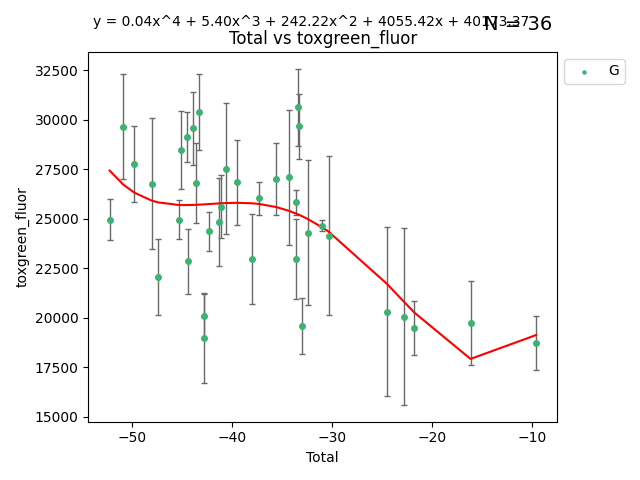 y = 0.04x^4 + 5.40x^3 + 242.22x^2 + 4055.42x +
N = 36
Total vs toxgreen_fluor
G
32500
30000
27500
25000
22500
20000
17500
15000
toxgreen_fluor
−50
−40
−30
−20
−10
Total